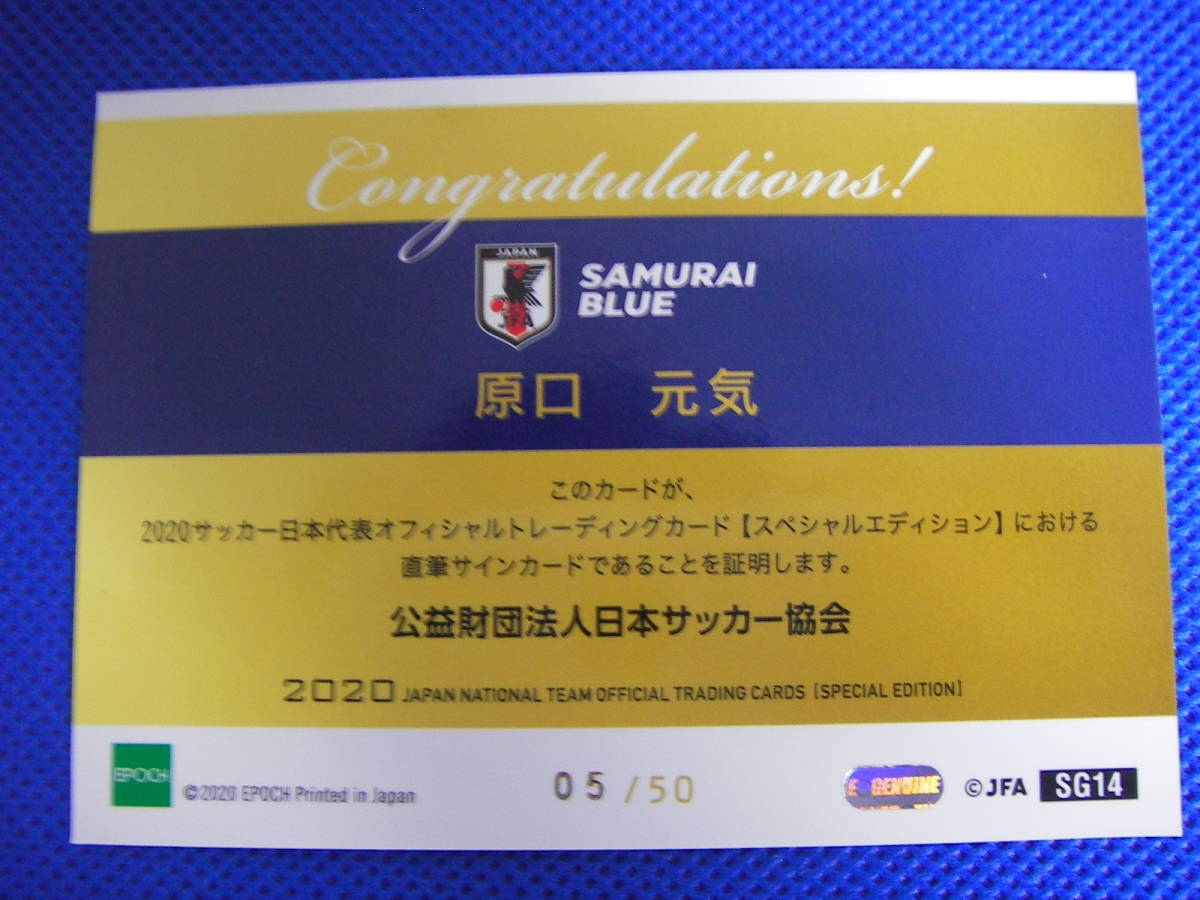 Congratulations!
JAPAN
JFA
SAMURAI
BLUE
原口 元気
このカードが、
2020サッカー日本代表オフィシャルトレーディングカード【スペシャルエディション】における
直筆サインカードであることを証明します。
公益財団法人日本サッカー協会
2020 JAPAN NATIONAL TEAM OFFICIAL TRADING CARDS [SPECIAL EDITION]
EPOCH
©2020 EPOCH Printed in Japan
05/50
GENUINE
©JFA
SG14